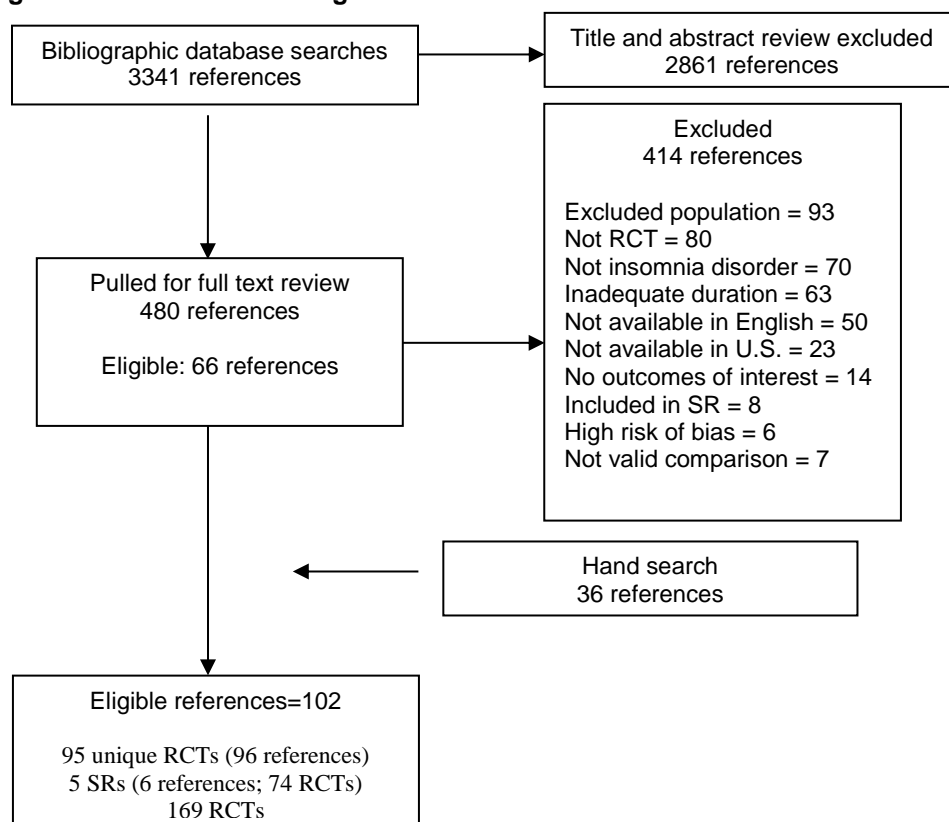 Bibliographic database searches
3341 references
Title and abstract review excluded
2861 references
Excluded
414 references
Excluded population = 93
Not RCT = 80
Not insomnia disorder = 70
Inadequate duration = 63
Not available in English = 50
Not available in U.S. = 23
No outcomes of interest = 14
Included in SR = 8
High risk of bias = 6
Not valid comparison = 7
Pulled for full text review
480 references
Eligible: 66 references
Hand search
36 references
Eligible references=102
95 unique RCTs (96 references)
5 SRs (6 references; 74 RCTs)
169 RCTs